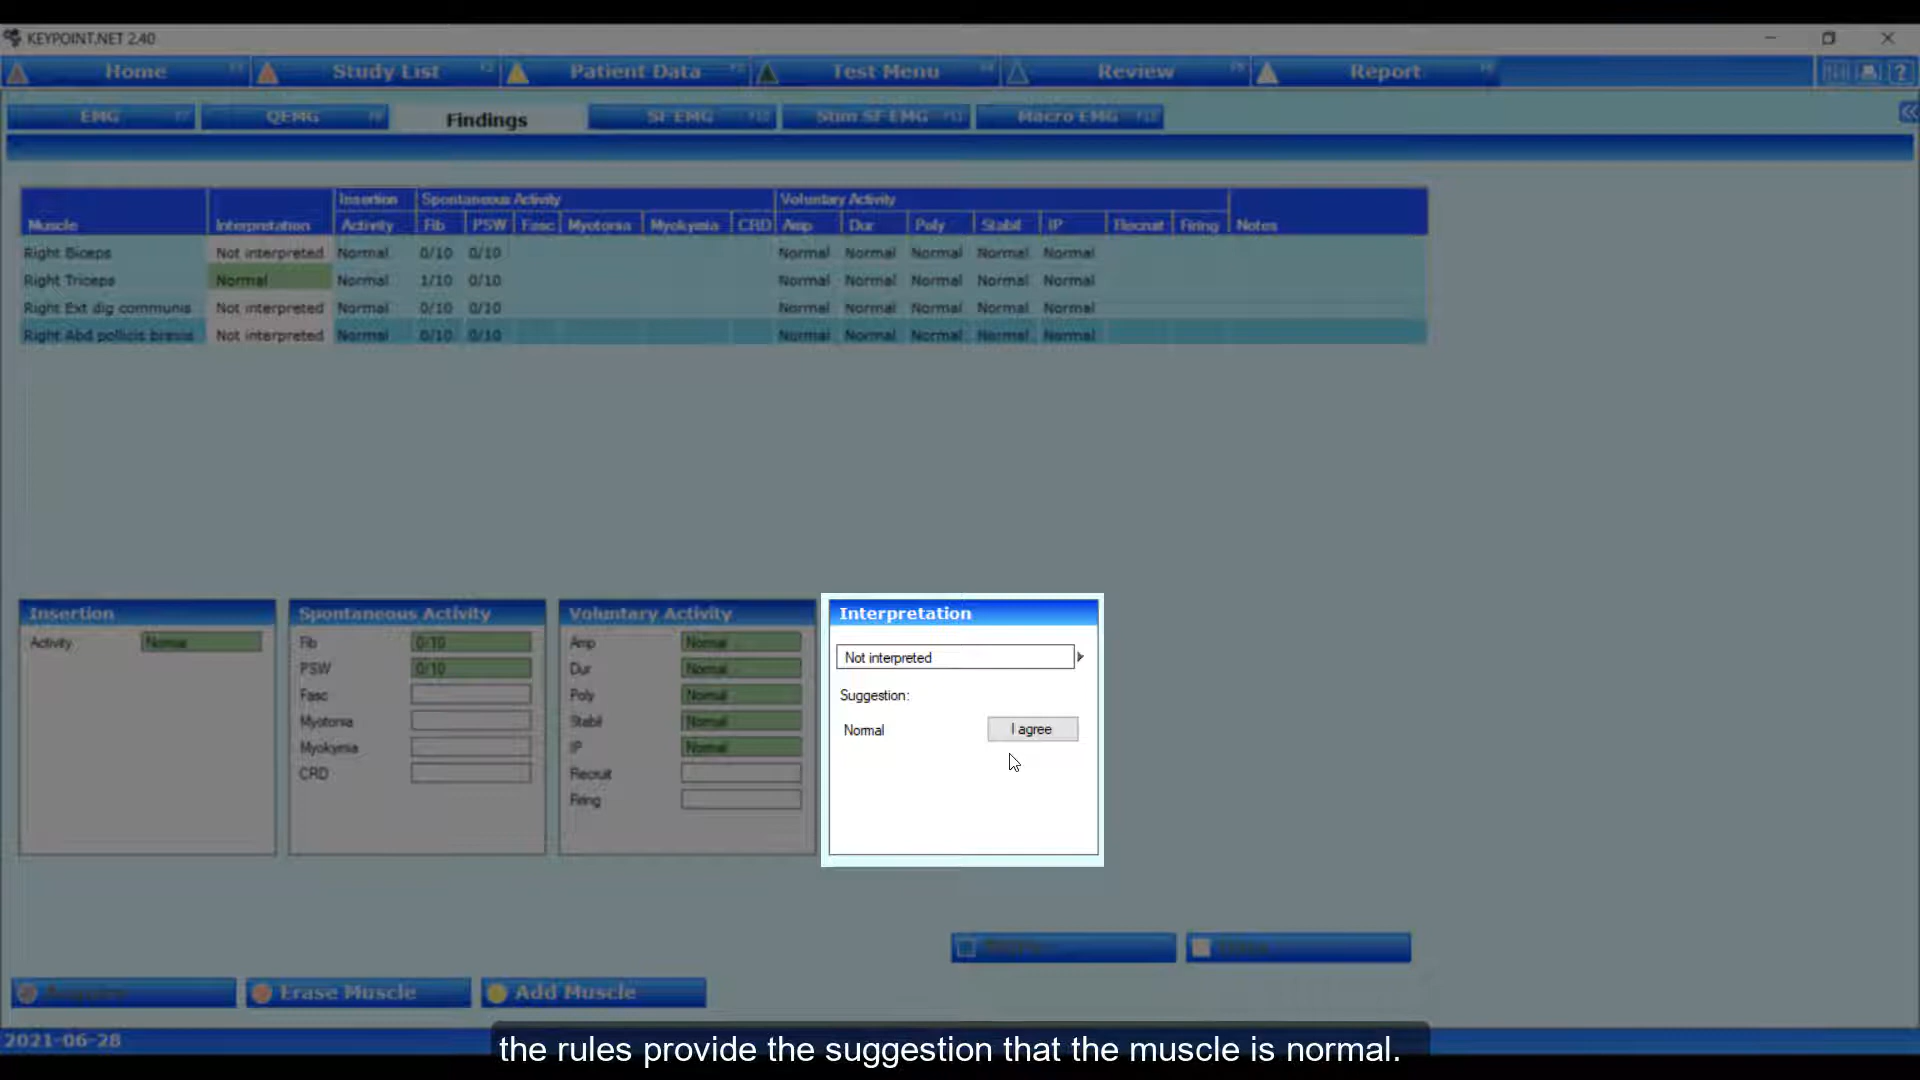 KEYPOINT.NET 2.40
Home Study List Patient Data Test Menu Review Report
EMG QEMG Findings SFEMG Stim SFEMG Macro EMG
Insertion Spontaneous Activity Voluntary Activity
Muscle Interpretation Activity Fib PSW Fasc Myotonia Myokymia CRD Amp Dur Poly Stabil IP Recruit Firing Notes
Right Biceps Not interpreted Normal 0/10 0/10 Normal Normal Normal Normal Normal
Right Triceps Normal Normal 1/10 0/10 Normal Normal Normal Normal Normal
Right Ext dig communis Not interpreted Normal 0/10 0/10 Normal Normal Normal Normal Normal
Right Abd pollicis brevis Not interpreted Normal 0/10 0/10 Normal Normal Normal Normal Normal
Insertion
Activity Normal
Spontaneous Activity
Fib 0/10
PSW 0/10
Fasc
Myotonia
Myokymia
CRD
Voluntary Activity
Amp Normal
Dur Normal
Poly Normal
Stabil Normal
IP Normal
Recruit
Firing
Interpretation
Not interpreted
Suggestion:
Normal I agree
Erase Muscle Add Muscle
2021-06-28
the rules provide the suggestion that the muscle is normal.